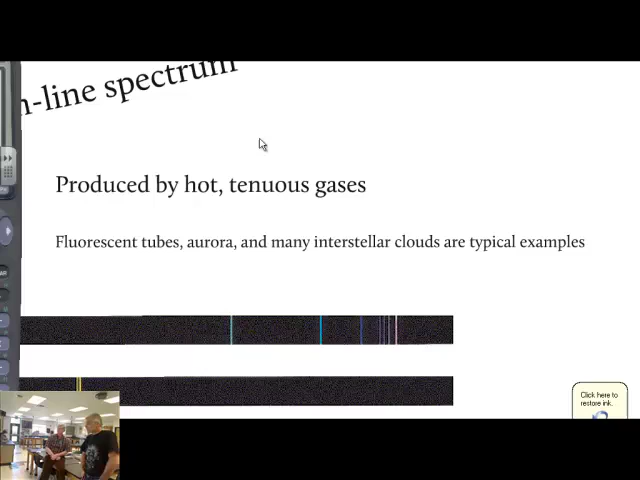 n-line spectrum
Produced by hot, tenuous gases
Fluorescent tubes, aurora, and many interstellar clouds are typical examples
Click here to
restore ink.